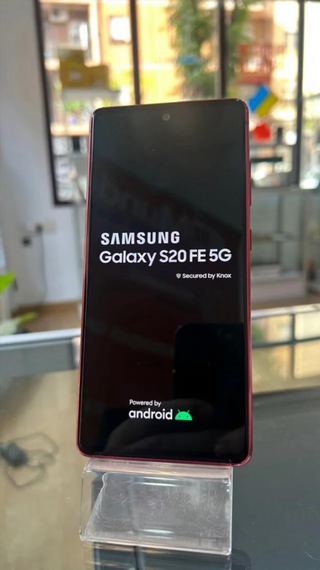 SAMSUNG
Galaxy S20 FE 5G
Secured by Knox
Powered by
android